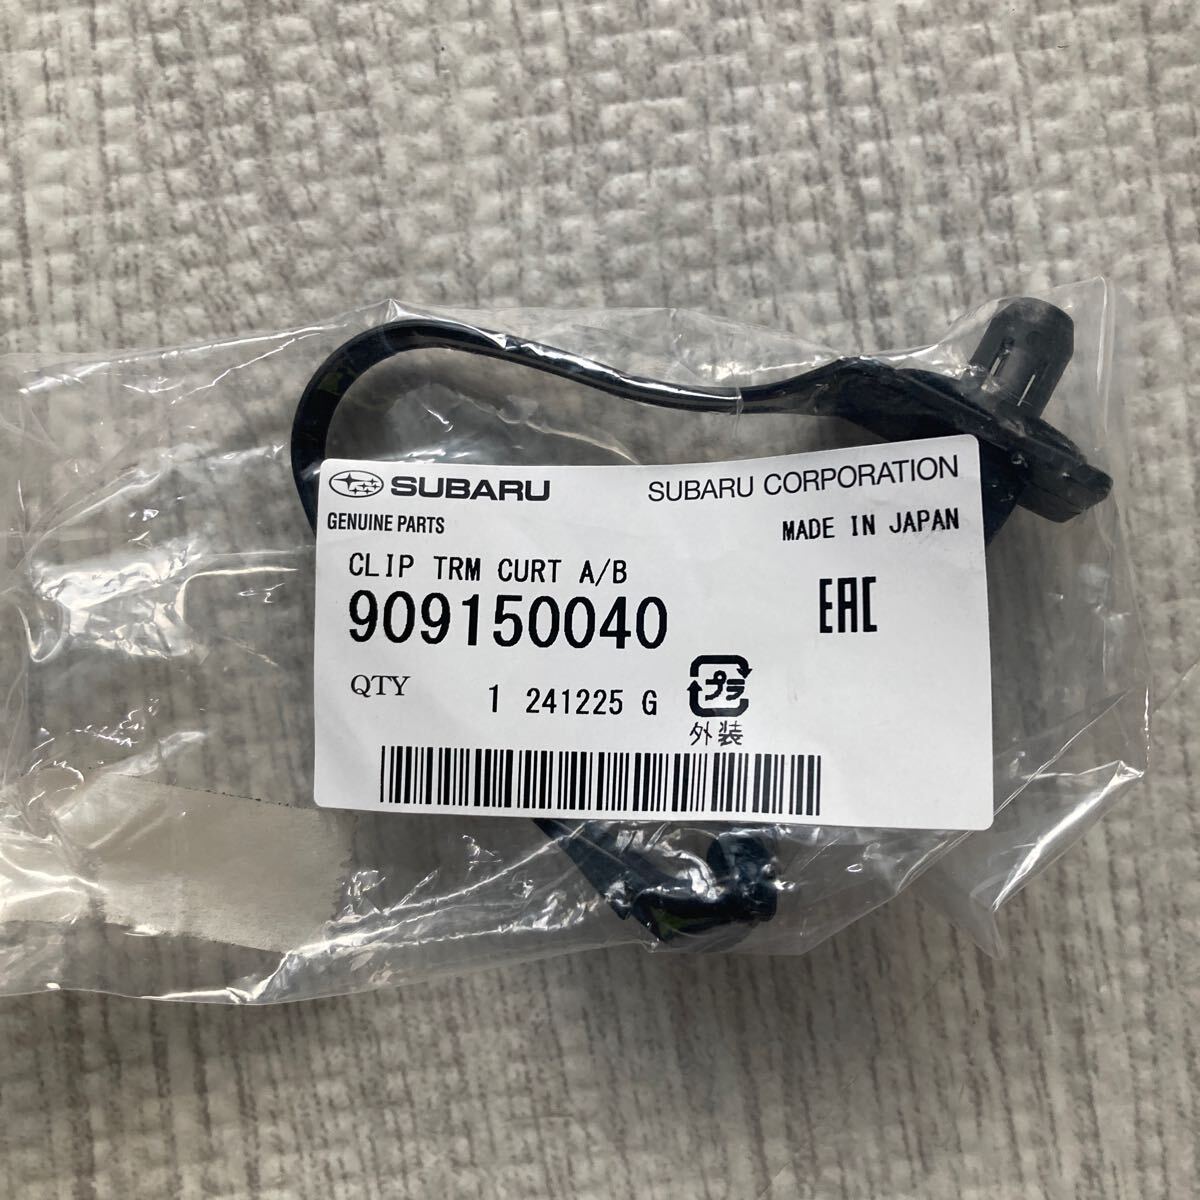 SUBARU SUBARU CORPORATION
GENUINE PARTS MADE IN JAPAN
CLIP TRM CURT A/B
909150040 EAC
QTY 1 241225 G プラ
外装